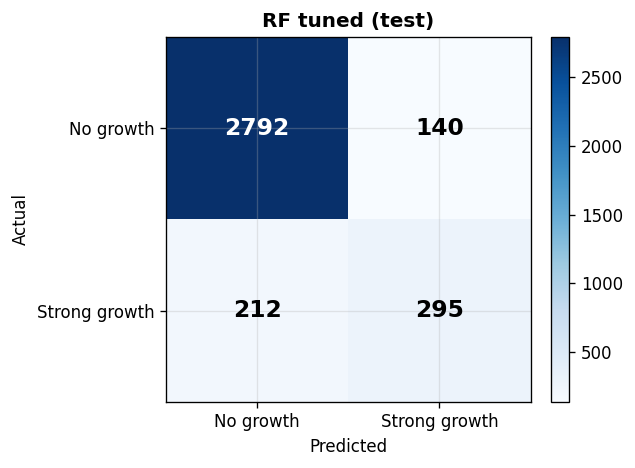 RF tuned (test)
Actual
No growth
2792
140
Strong growth
212
295
No growth
Strong growth
Predicted
2500
2000
1500
1000
500